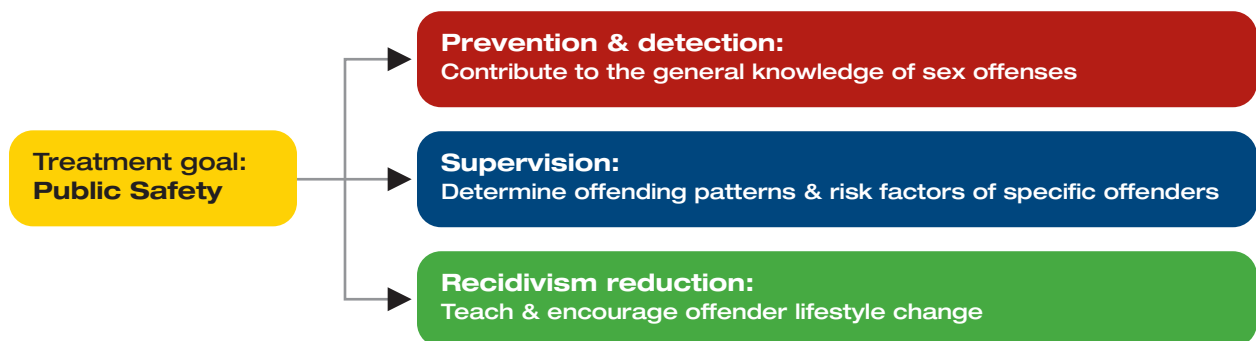 Prevention & detection:
Contribute to the general knowledge of sex offenses
Treatment goal:
Public Safety
Supervision:
Determine offending patterns & risk factors of specific offenders
Recidivism reduction:
Teach & encourage offender lifestyle change